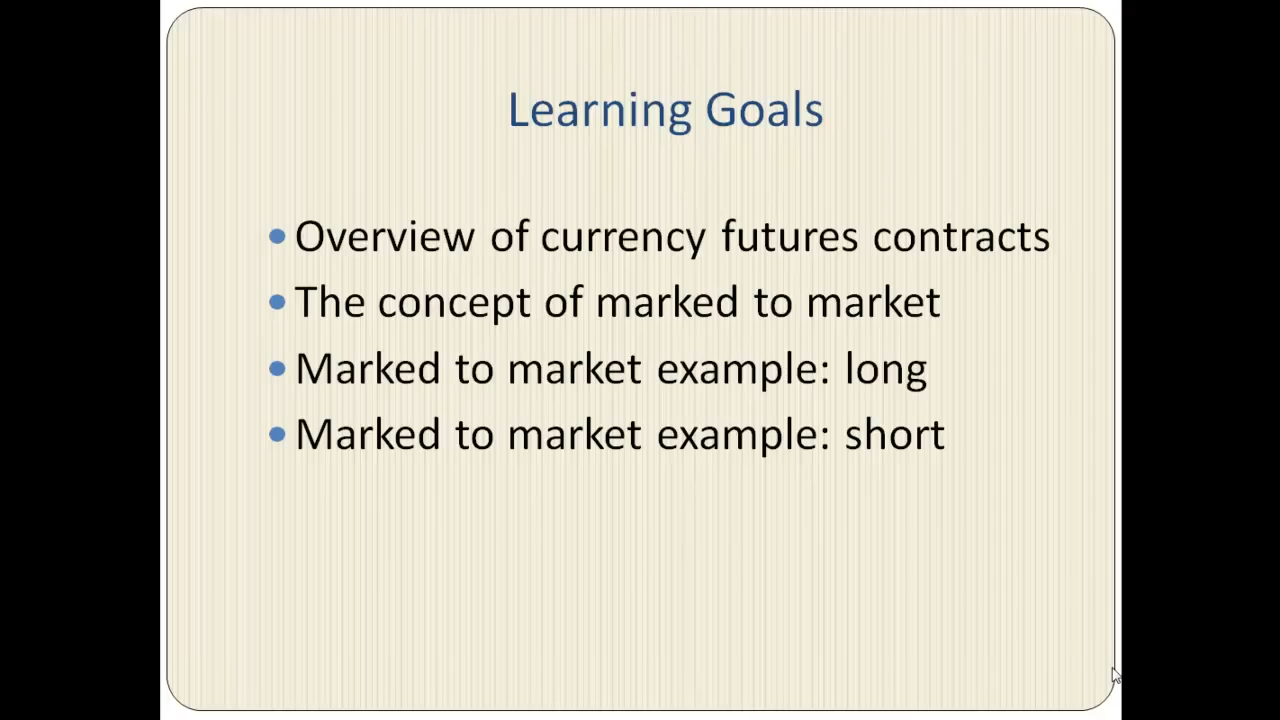 Learning Goals
• Overview of currency futures contracts
• The concept of marked to market
• Marked to market example: long
• Marked to market example: short